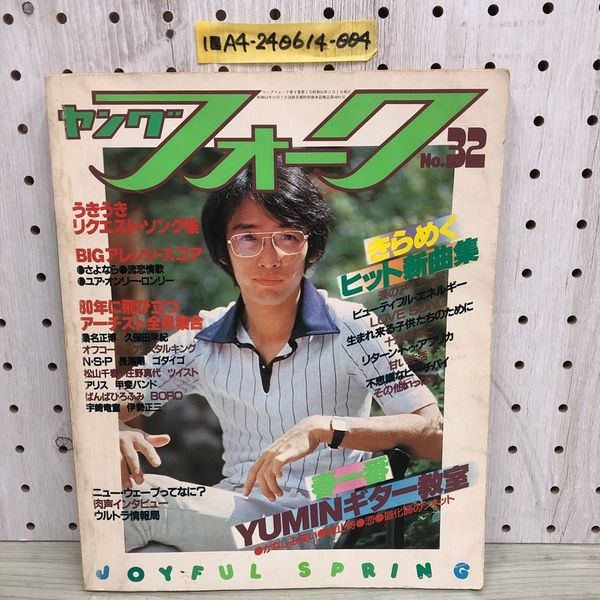 1 A4-240614-004
ヤング フォーク
No.32
うきうき
リクエスト・ソング集
BIGアレンジ・スコア
さよなら 流恋情歌
ユア・オンリー・ロンリー
80年に飛び立つ
アーチスト全員集合
桑名正博 久保田早紀
オフコース
N・S・P 長渕剛 ゴダイゴ
松山千春 庄野真代 ツイスト
アリス 甲斐バンド
ばんばひろふみ BORO
宇崎竜童 伊勢正三
ニュー・ウェーブってなに?
肉声インタビュー
ウルトラ情報局
きらめく
ヒット新曲集
ビューティフル・エネルギー
生まれ来る子供たちのために
リターン・トゥ・アフリカ
不思議なピーチパイ
春一番
YUMINギター教室
JOYFUL SPRING